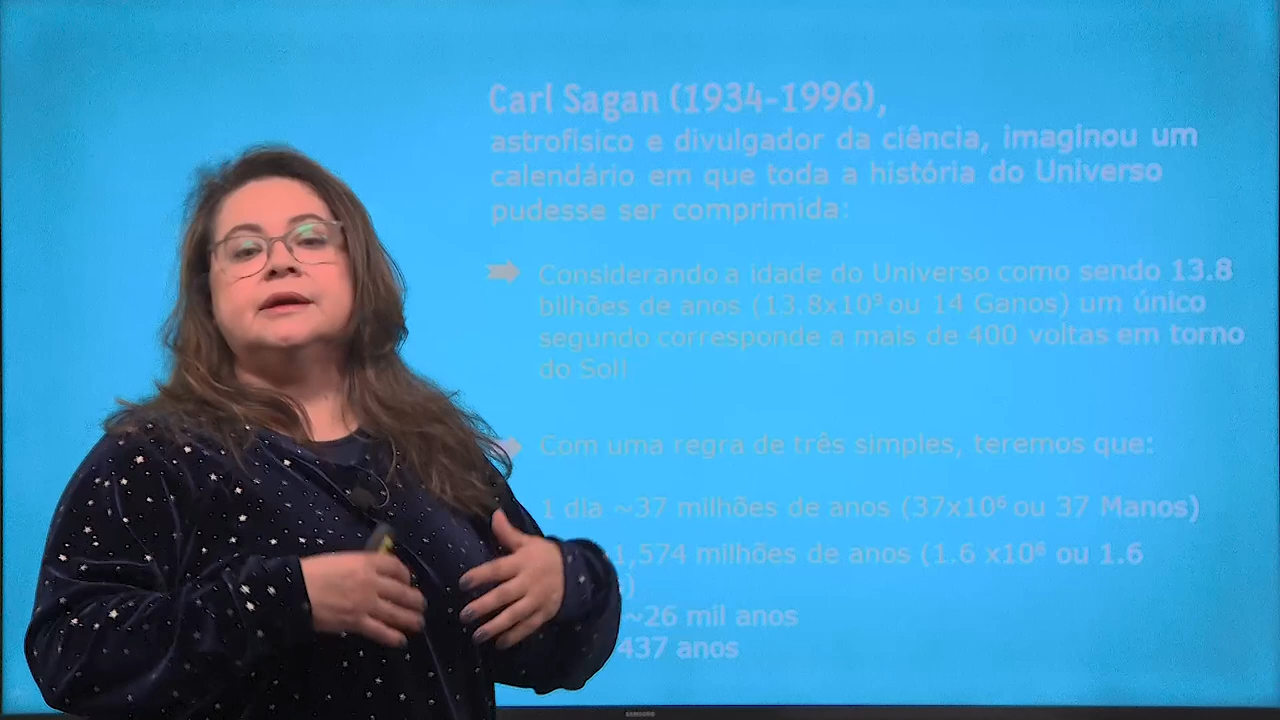 Carl Sagan (1934-1996),
astrofísico e divulgador da ciência, imaginou um
calendário em que toda a história do Universo
pudesse ser comprimida:
Considerando a idade do Universo como sendo 13.8
bilhões de anos (13.8x10⁹ ou 14 Ganos) um único
segundo corresponde a mais de 400 voltas em torno
do Sol!
Com uma regra de três simples, teremos que:
1 dia ~37 milhões de anos (37x10⁶ ou 37 Manos)
1,574 milhões de anos (1.6 x10⁶ ou 1.6
)
~26 mil anos
437 anos
SAMSUNG